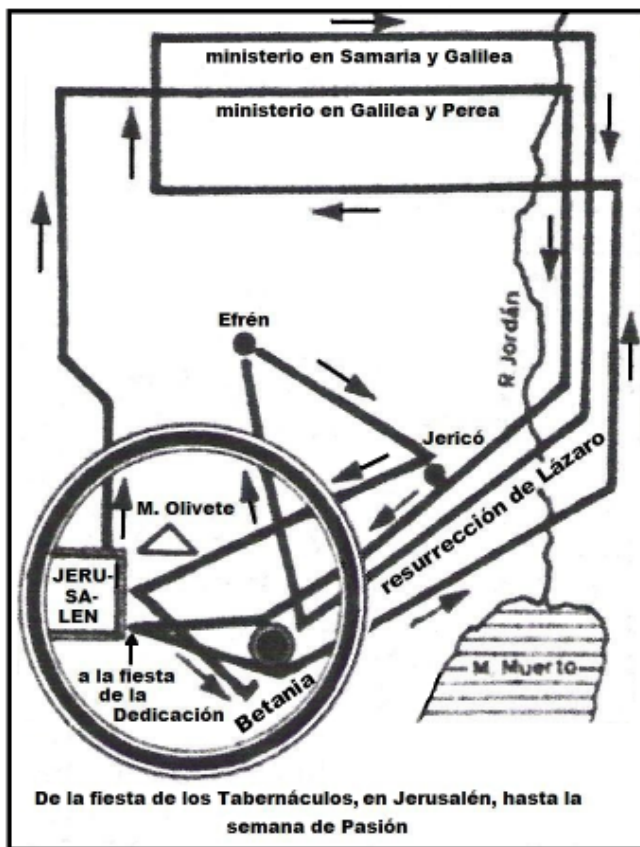 ministerio en Samaria y Galilea
ministerio en Galilea y Perea
R Jordán
Efrén
Jericó
resurrección de Lázaro
M. Olivete
JERU-
SA-
LEN
M. Muerto
a la fiesta
de la
Dedicación
Betania
De la fiesta de los Tabernáculos, en Jerusalén, hasta la
semana de Pasión